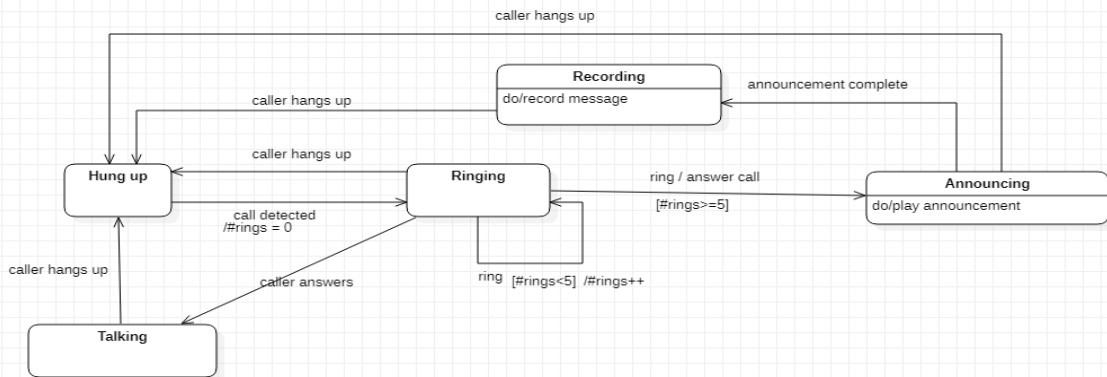 caller hangs up
Recording
do/record message
announcement complete
caller hangs up
caller hangs up
Hung up
Ringing
ring / answer call
[#rings>=5]
Announcing
do/play announcement
call detected
/#rings = 0
ring [#rings<5] /#rings++
caller hangs up
caller answers
Talking